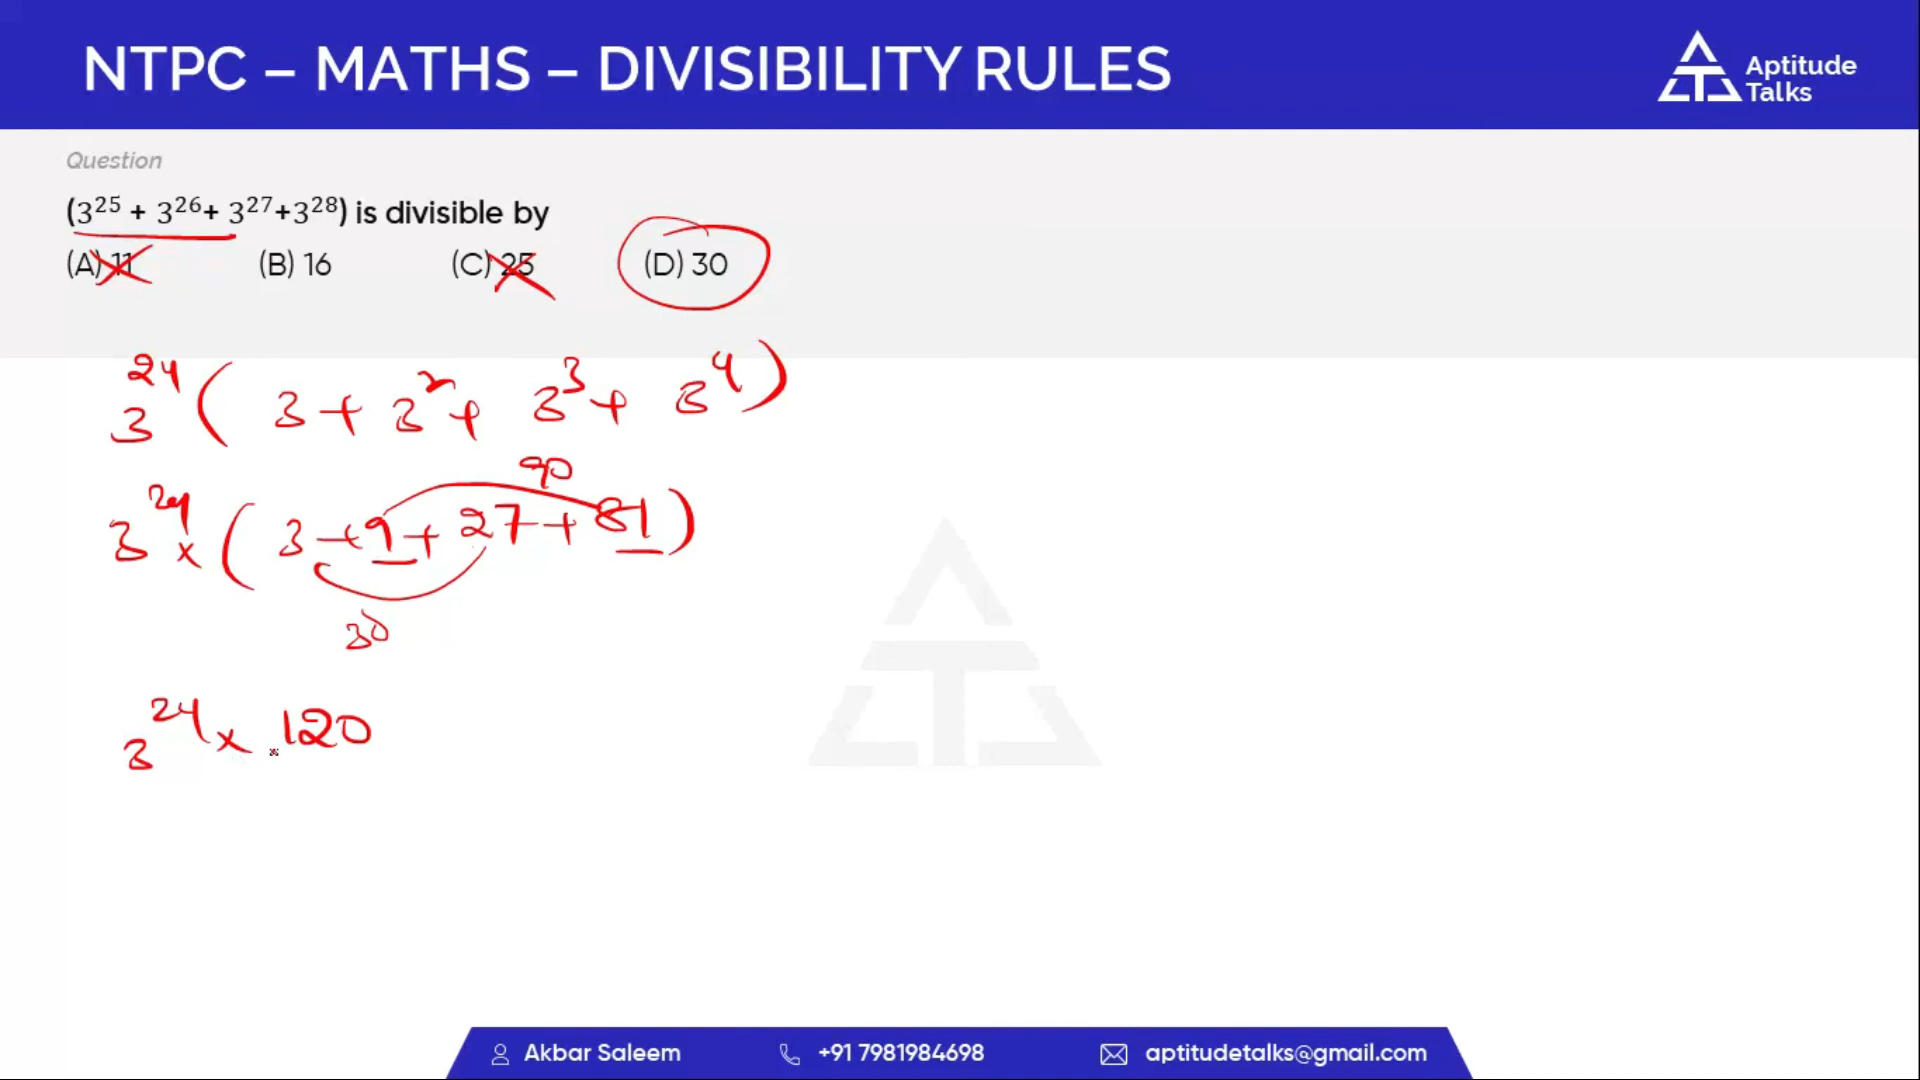 NTPC – MATHS – DIVISIBILITY RULES
Aptitude
Talks
Question
(3²⁵ + 3²⁶+ 3²⁷+3²⁸) is divisible by
(A) 11 (B) 16 (C) 25 (D) 30
3²⁴ ( 3 + 3² + 3³ + 3⁴ )
90
3²⁴ × ( 3 + 9 + 27 + 81 )
30
3²⁴ × 120
Akbar Saleem +91 7981984698 aptitudetalks@gmail.com